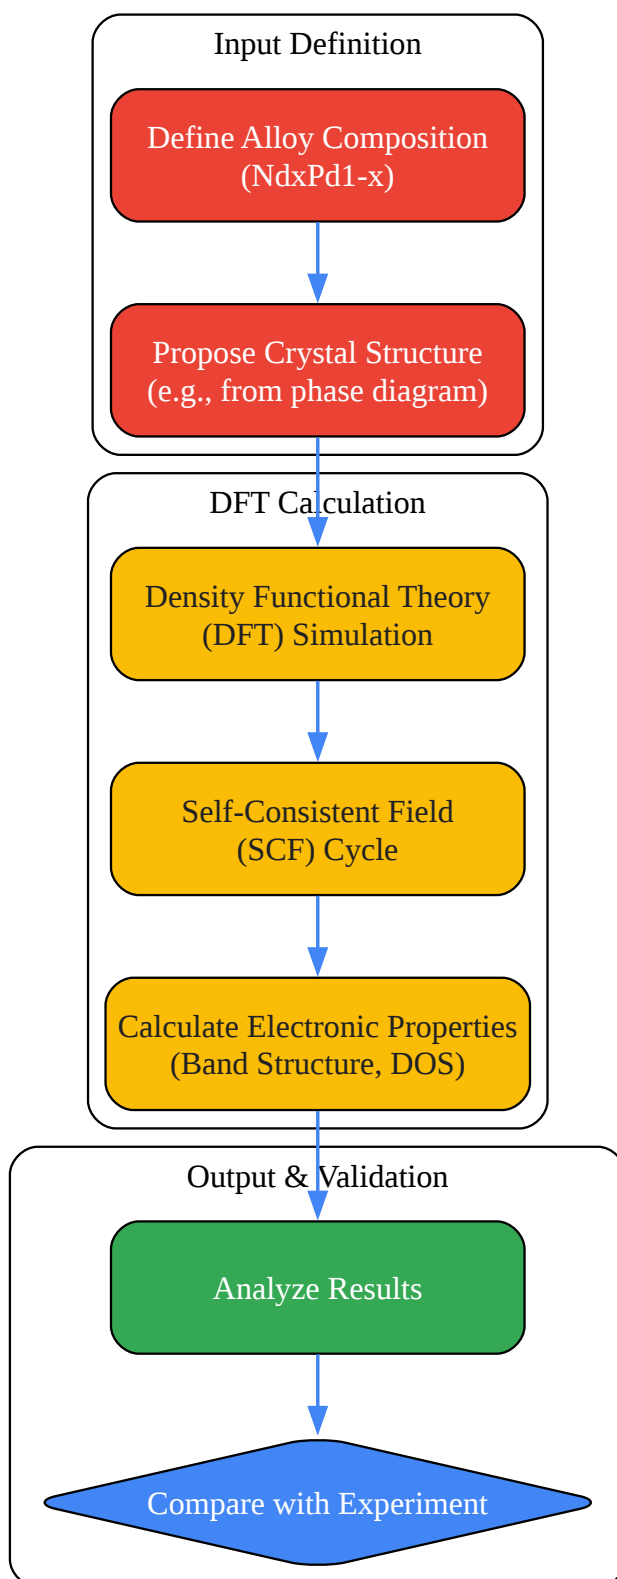 Input Definition
Define Alloy Composition
(NdxPd1-x)
Propose Crystal Structure
(e.g., from phase diagram)
DFT Calculation
Density Functional Theory
(DFT) Simulation
Self-Consistent Field
(SCF) Cycle
Calculate Electronic Properties
(Band Structure, DOS)
Output & Validation
Analyze Results
Compare with Experiment